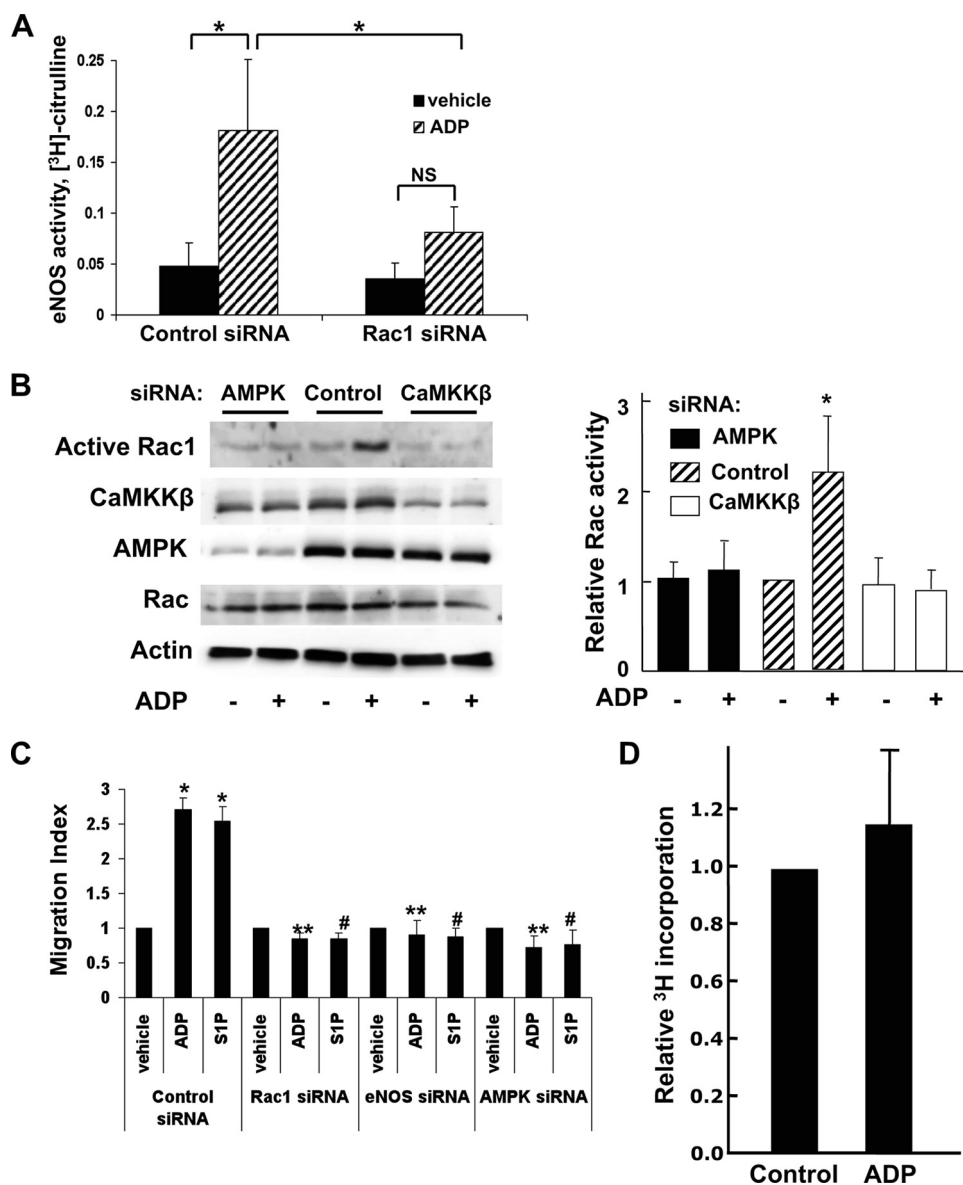 A
eNOS activity, [³H]-citrulline
0.25
0.2
0.15
0.1
0.05
0
*
*
NS
vehicle
ADP
Control siRNA
Rac1 siRNA
B
siRNA: AMPK Control CaMKKβ
Active Rac1
CaMKKβ
AMPK
Rac
Actin
ADP - + - + - +
Relative Rac activity
3
2
1
0
siRNA:
AMPK
Control
CaMKKβ
*
ADP - + - + - +
C
Migration Index
3
2.5
2
1.5
1
0.5
0
* *
** #
** #
** #
vehicle ADP S1P vehicle ADP S1P vehicle ADP S1P vehicle ADP S1P
Control siRNA
Rac1 siRNA
eNOS siRNA
AMPK siRNA
D
Relative ³H incorporation
1.2
1.0
0.8
0.6
0.4
0.2
0.0
Control ADP